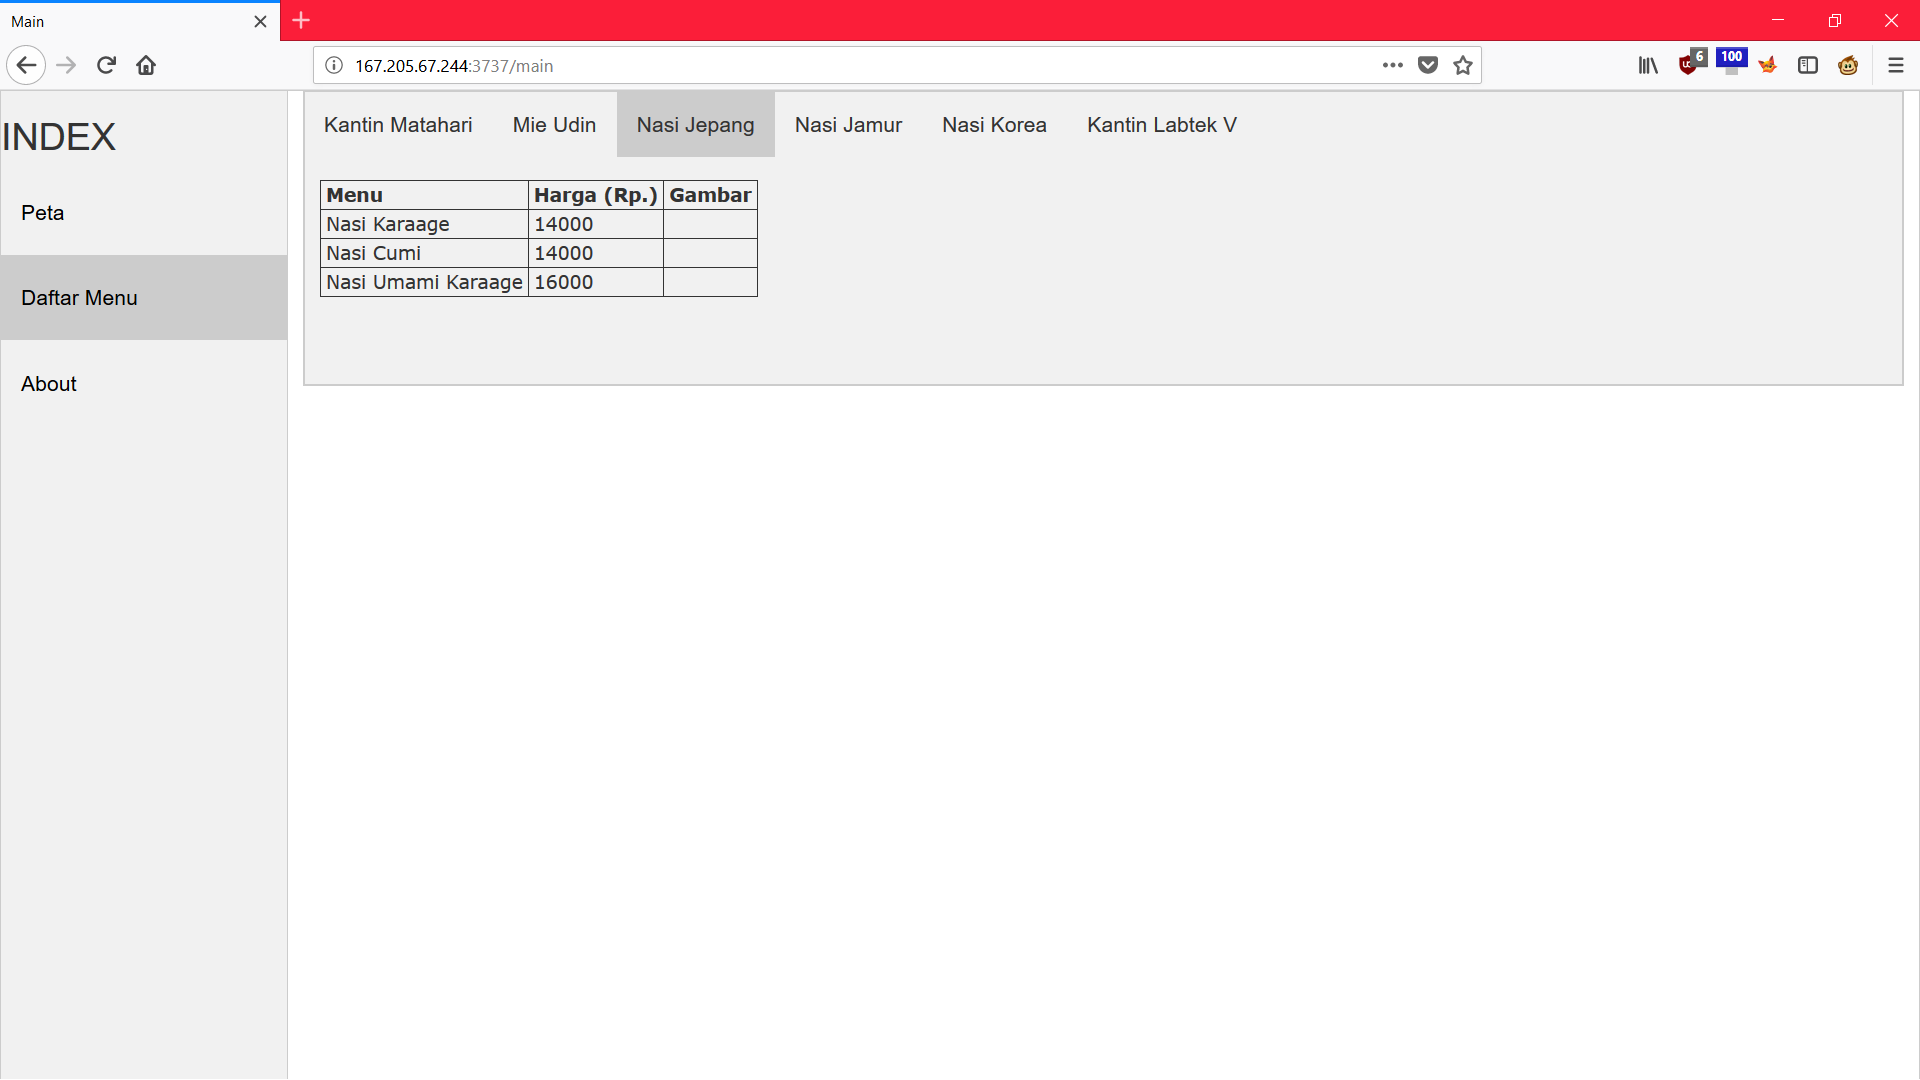 Main
167.205.67.244:3737/main
6
100
INDEX
Peta
Daftar Menu
About
Kantin Matahari Mie Udin Nasi Jepang Nasi Jamur Nasi Korea Kantin Labtek V
Menu Harga (Rp.) Gambar
Nasi Karaage 14000
Nasi Cumi 14000
Nasi Umami Karaage 16000